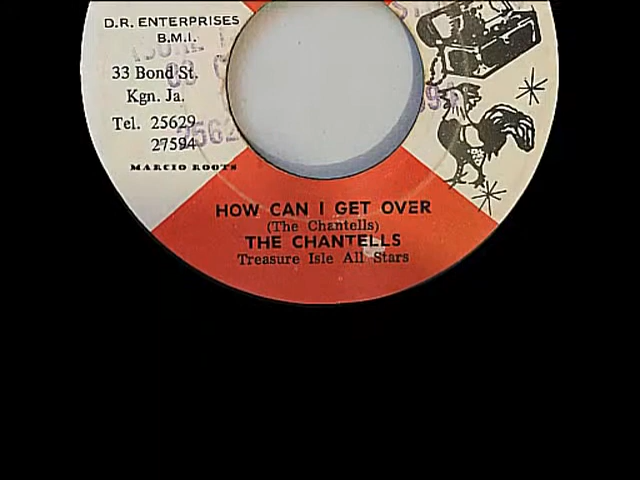 D.R. ENTERPRISES
B.M.I.
33 Bond St.
Kgn. Ja.
Tel. 25629
27594
MARCIO ROOTS
HOW CAN I GET OVER
(The Chantells)
THE CHANTELLS
Treasure Isle All Stars